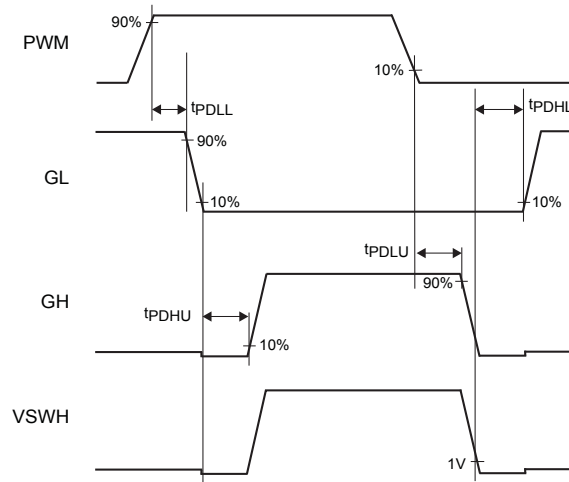 90%
PWM
10%
tPDLL
tPDHL
90%
GL
10%
10%
tPDLU
90%
GH
tPDHU
10%
VSWH
1V